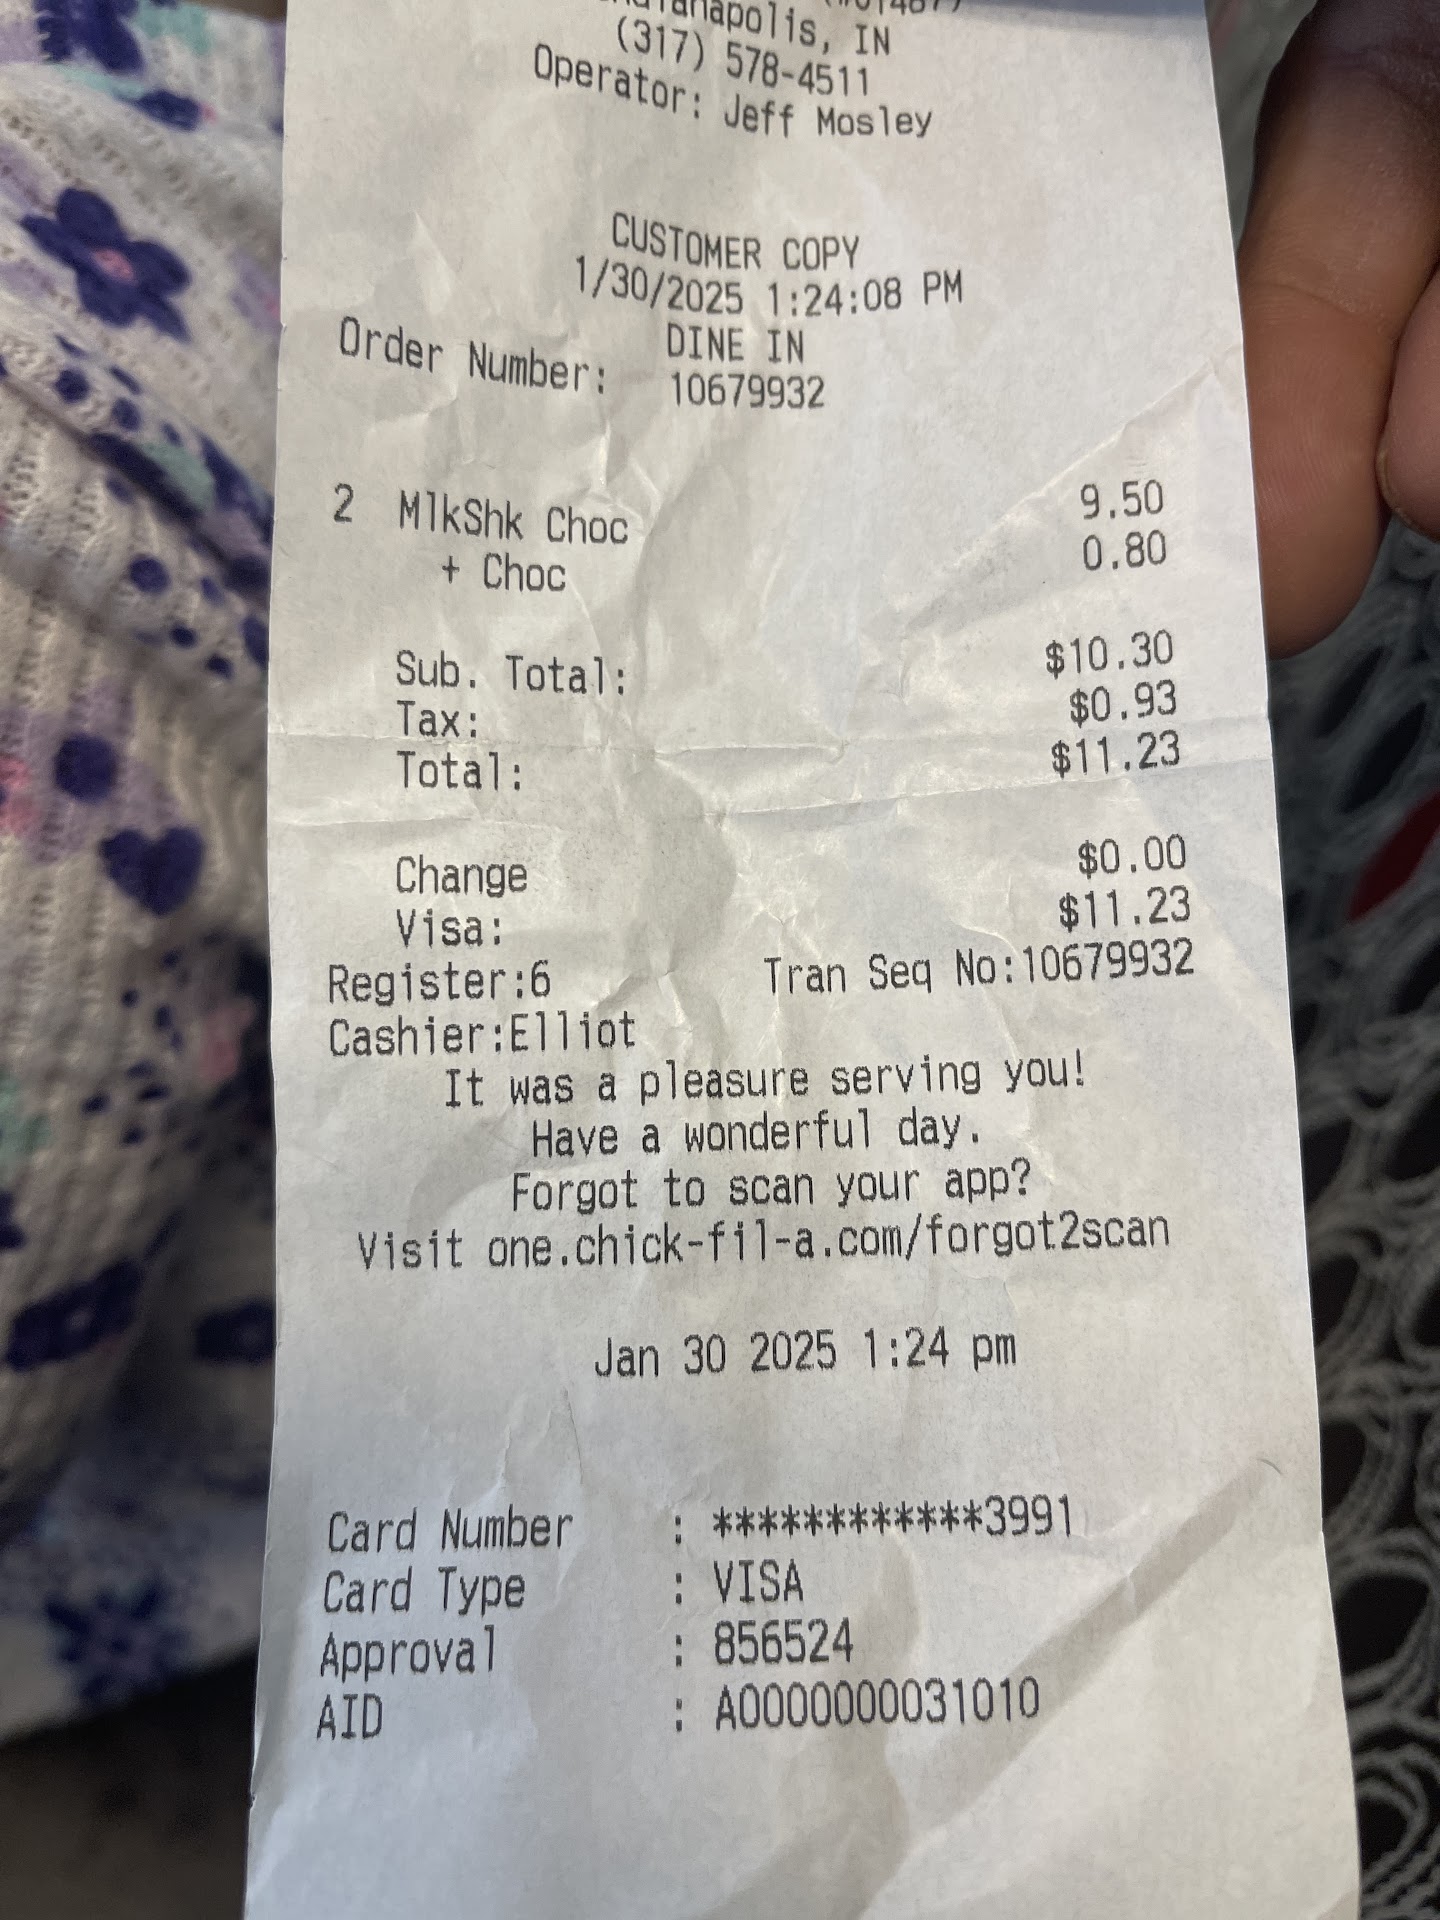 Indianapolis, IN
(317) 578-4511
Operator: Jeff Mosley
CUSTOMER COPY
1/30/2025 1:24:08 PM
DINE IN
Order Number: 10679932
2 MlkShk Choc 9.50
+ Choc 0.80
Sub. Total: $10.30
Tax: $0.93
Total: $11.23
Change $0.00
Visa: $11.23
Register:6 Tran Seq No:10679932
Cashier:Elliot
It was a pleasure serving you!
Have a wonderful day.
Forgot to scan your app?
Visit one.chick-fil-a.com/forgot2scan
Jan 30 2025 1:24 pm
Card Number : ************3991
Card Type : VISA
Approval : 856524
AID : A0000000031010